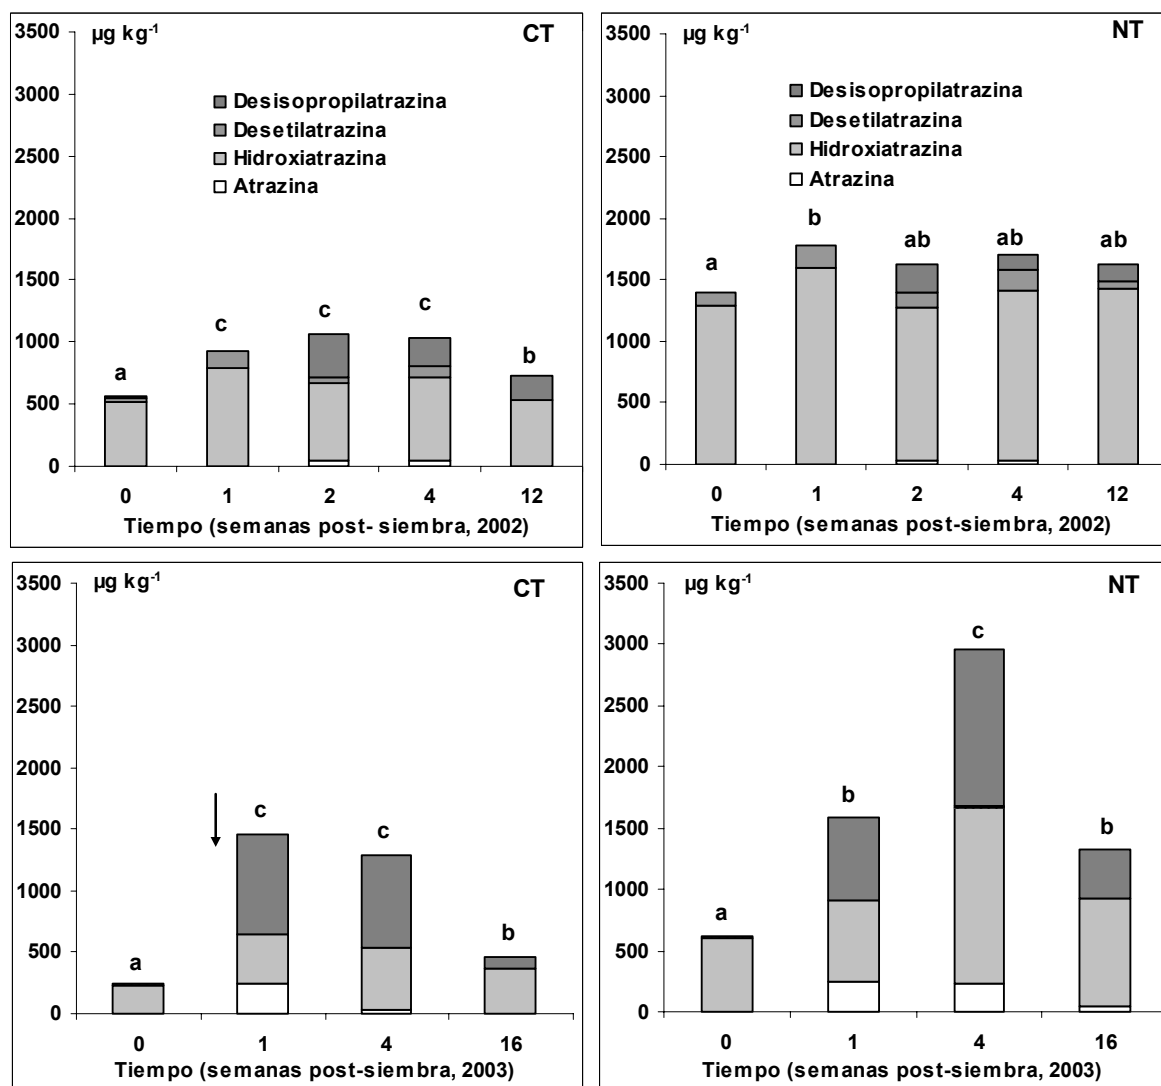 µg kg-1 CT
3500
3000
2500
2000
1500
1000
500
0
Desisopropilatrazina
Desetilatrazina
Hidroxiatrazina
Atrazina
a c c c b
0 1 2 4 12
Tiempo (semanas post- siembra, 2002)
µg kg-1 NT
3500
3000
2500
2000
1500
1000
500
0
Desisopropilatrazina
Desetilatrazina
Hidroxiatrazina
Atrazina
a b ab ab ab
0 1 2 4 12
Tiempo (semanas post-siembra, 2002)
µg kg-1 CT
3500
3000
2500
2000
1500
1000
500
0
a c c b
0 1 4 16
Tiempo (semanas post-siembra, 2003)
µg kg-1 NT
3500
3000
2500
2000
1500
1000
500
0
a b c b
0 1 4 16
Tiempo (semanas post-siembra, 2003)